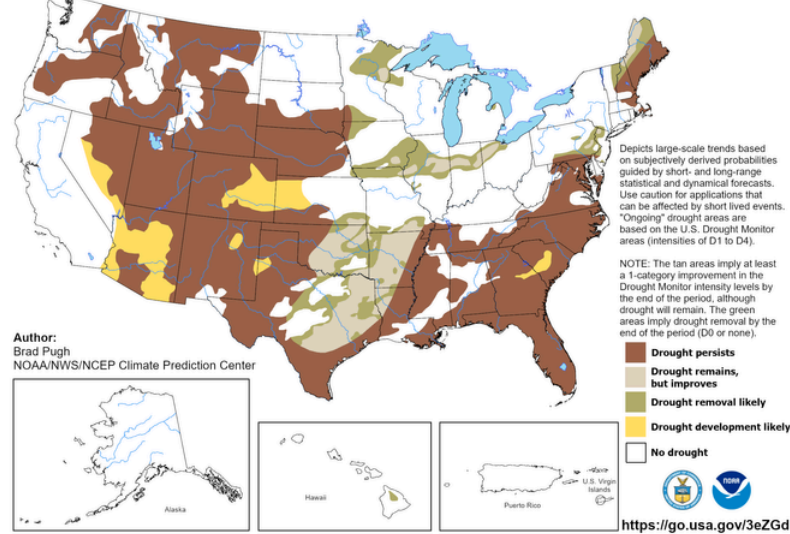 Depicts large-scale trends based
on subjectively derived probabilities
guided by short- and long-range
statistical and dynamical forecasts.
Use caution for applications that
can be affected by short lived events.
"Ongoing" drought areas are
based on the U.S. Drought Monitor
areas (intensities of D1 to D4).
NOTE: The tan areas imply at least
a 1-category improvement in the
Drought Monitor intensity levels by
the end of the period, although
drought will remain. The green
areas imply drought removal by the
end of the period (D0 or none).
Author:
Brad Pugh
NOAA/NWS/NCEP Climate Prediction Center
Drought persists
Drought remains,
but improves
Drought removal likely
Drought development likely
No drought
Alaska
Hawaii
Puerto Rico
U.S. Virgin
Islands
NOAA
https://go.usa.gov/3eZGd